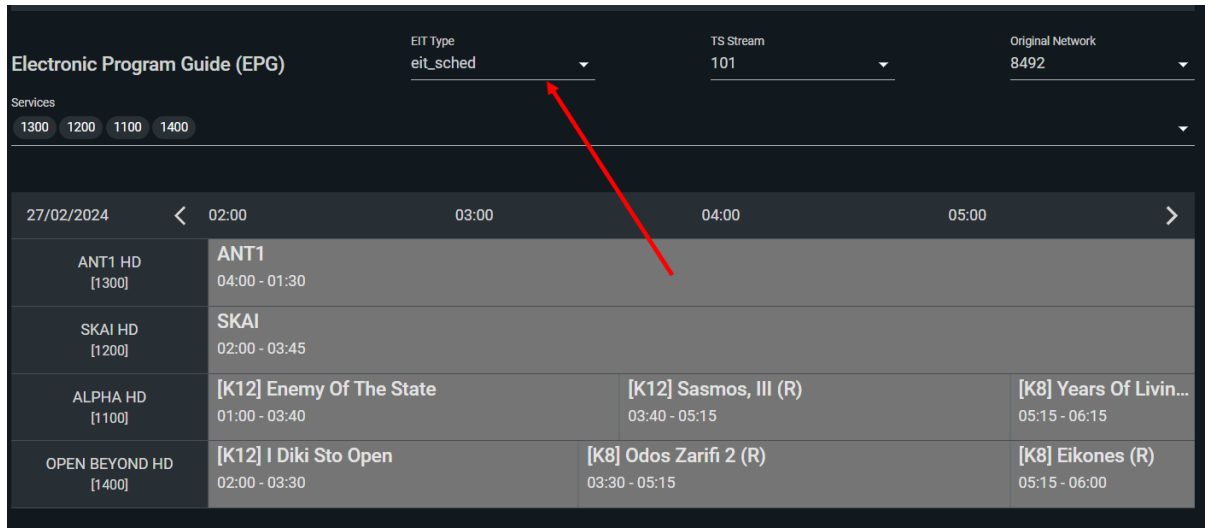 EIT Type
TS Stream
Original Network
Electronic Program Guide (EPG)
eit_sched
101
8492
Services
1300 1200 1100 1400
27/02/2024 02:00 03:00 04:00 05:00
ANT1 HD
[1300]
ANT1
04:00 - 01:30
SKAI HD
[1200]
SKAI
02:00 - 03:45
ALPHA HD
[1100]
[K12] Enemy Of The State
01:00 - 03:40
[K12] Sasmos, III (R)
03:40 - 05:15
[K8] Years Of Livin...
05:15 - 06:15
OPEN BEYOND HD
[1400]
[K12] I Diki Sto Open
02:00 - 03:30
[K8] Odos Zarifi 2 (R)
03:30 - 05:15
[K8] Eikones (R)
05:15 - 06:00